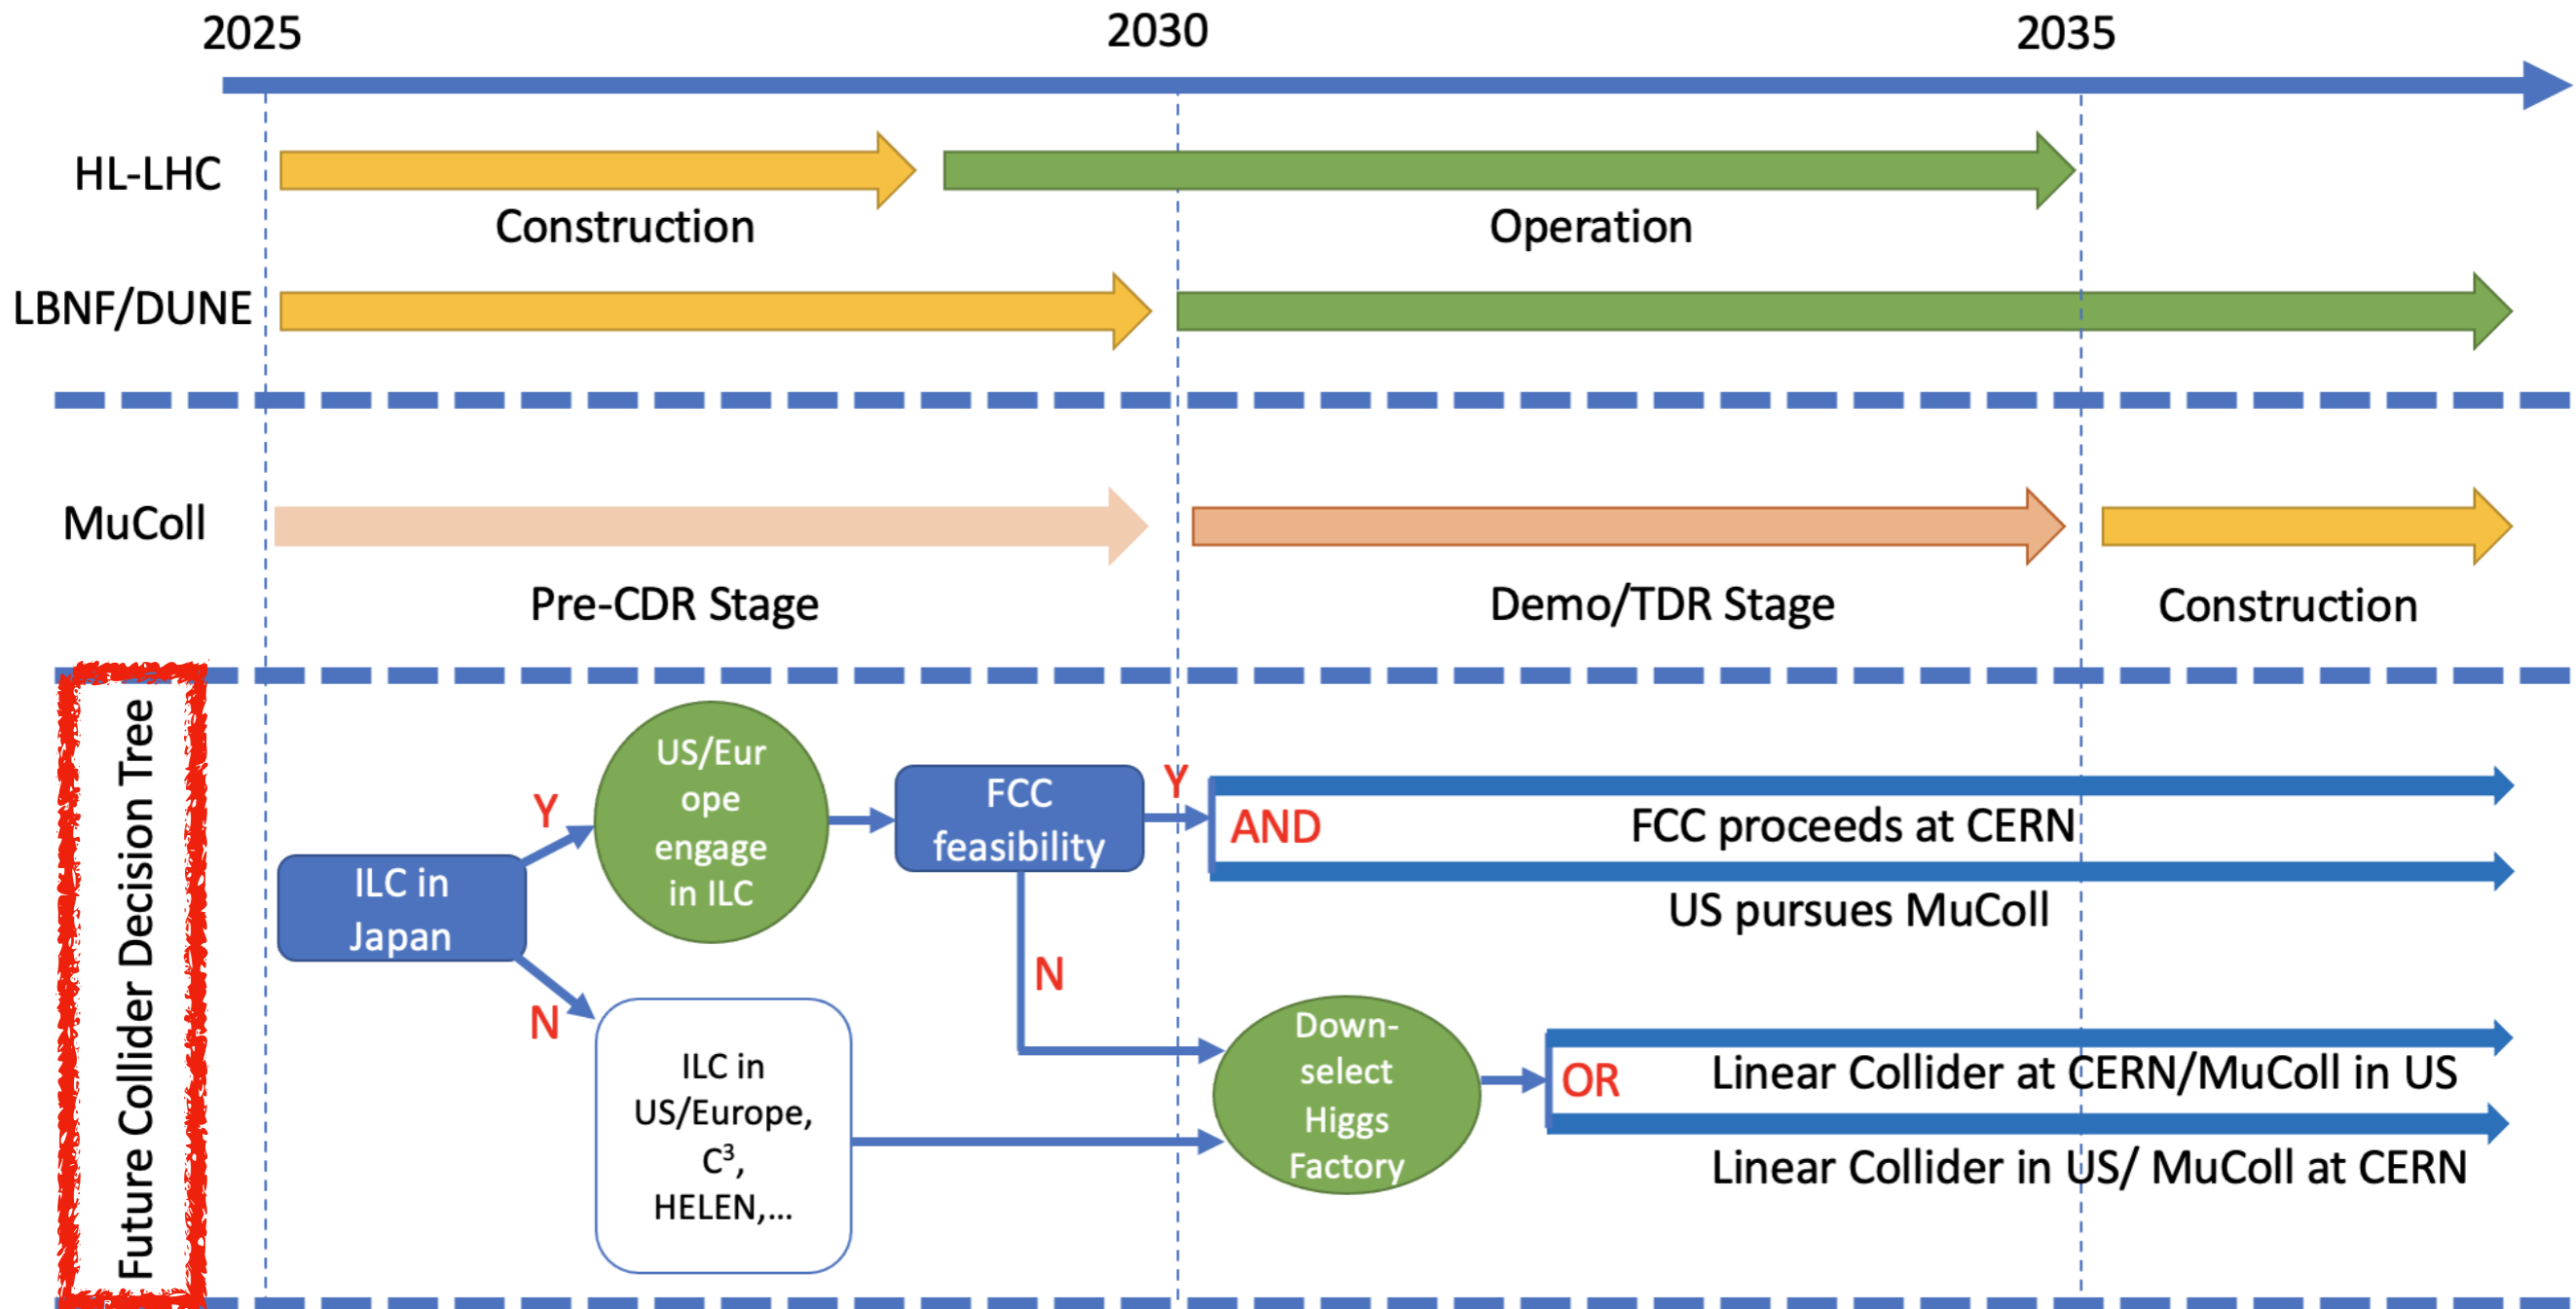 2025
2030
2035
HL-LHC
Construction
Operation
LBNF/DUNE
MuColl
Pre-CDR Stage
Demo/TDR Stage
Construction
Future Collider Decision Tree
ILC in
Japan
Y
N
US/Eur
ope
engage
in ILC
ILC in
US/Europe,
C³,
HELEN,...
FCC
feasibility
Y
N
AND
FCC proceeds at CERN
US pursues MuColl
Down-
select
Higgs
Factory
OR
Linear Collider at CERN/MuColl in US
Linear Collider in US/ MuColl at CERN